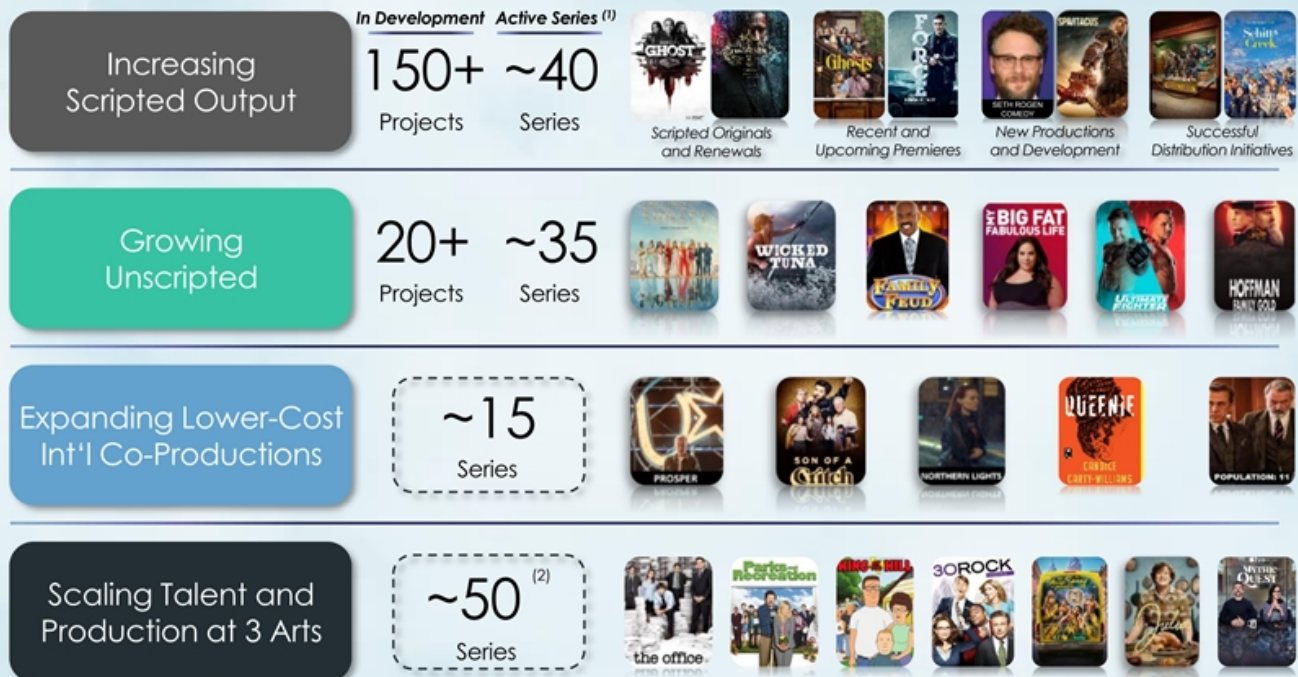 In Development Active Series (1)
Increasing
Scripted Output
150+ ~40
Projects Series
GHOST
Ghosts
FORCE
SETH ROGEN
COMEDY
SPARTACUS
Schitt's
Creek
Scripted Originals
and Renewals
Recent and
Upcoming Premieres
New Productions
and Development
Successful
Distribution Initiatives
Growing
Unscripted
20+ ~35
Projects Series
WICKED
TUNA
FAMILY
FEUD
MY BIG FAT
FABULOUS LIFE
ULTIMATE
FIGHTER
HOFFMAN
FAMILY GOLD
Expanding Lower-Cost
Int'l Co-Productions
~15
Series
PROSPER
SON OF A
Critch
NORTHERN LIGHTS
QUEENIE
CANDICE
CARTY-WILLIAMS
POPULATION: 11
Scaling Talent and
Production at 3 Arts
~50 (2)
Series
the office
Parks and
Recreation
KING of the HILL
30 ROCK
Julia
MYTHIC
QUEST